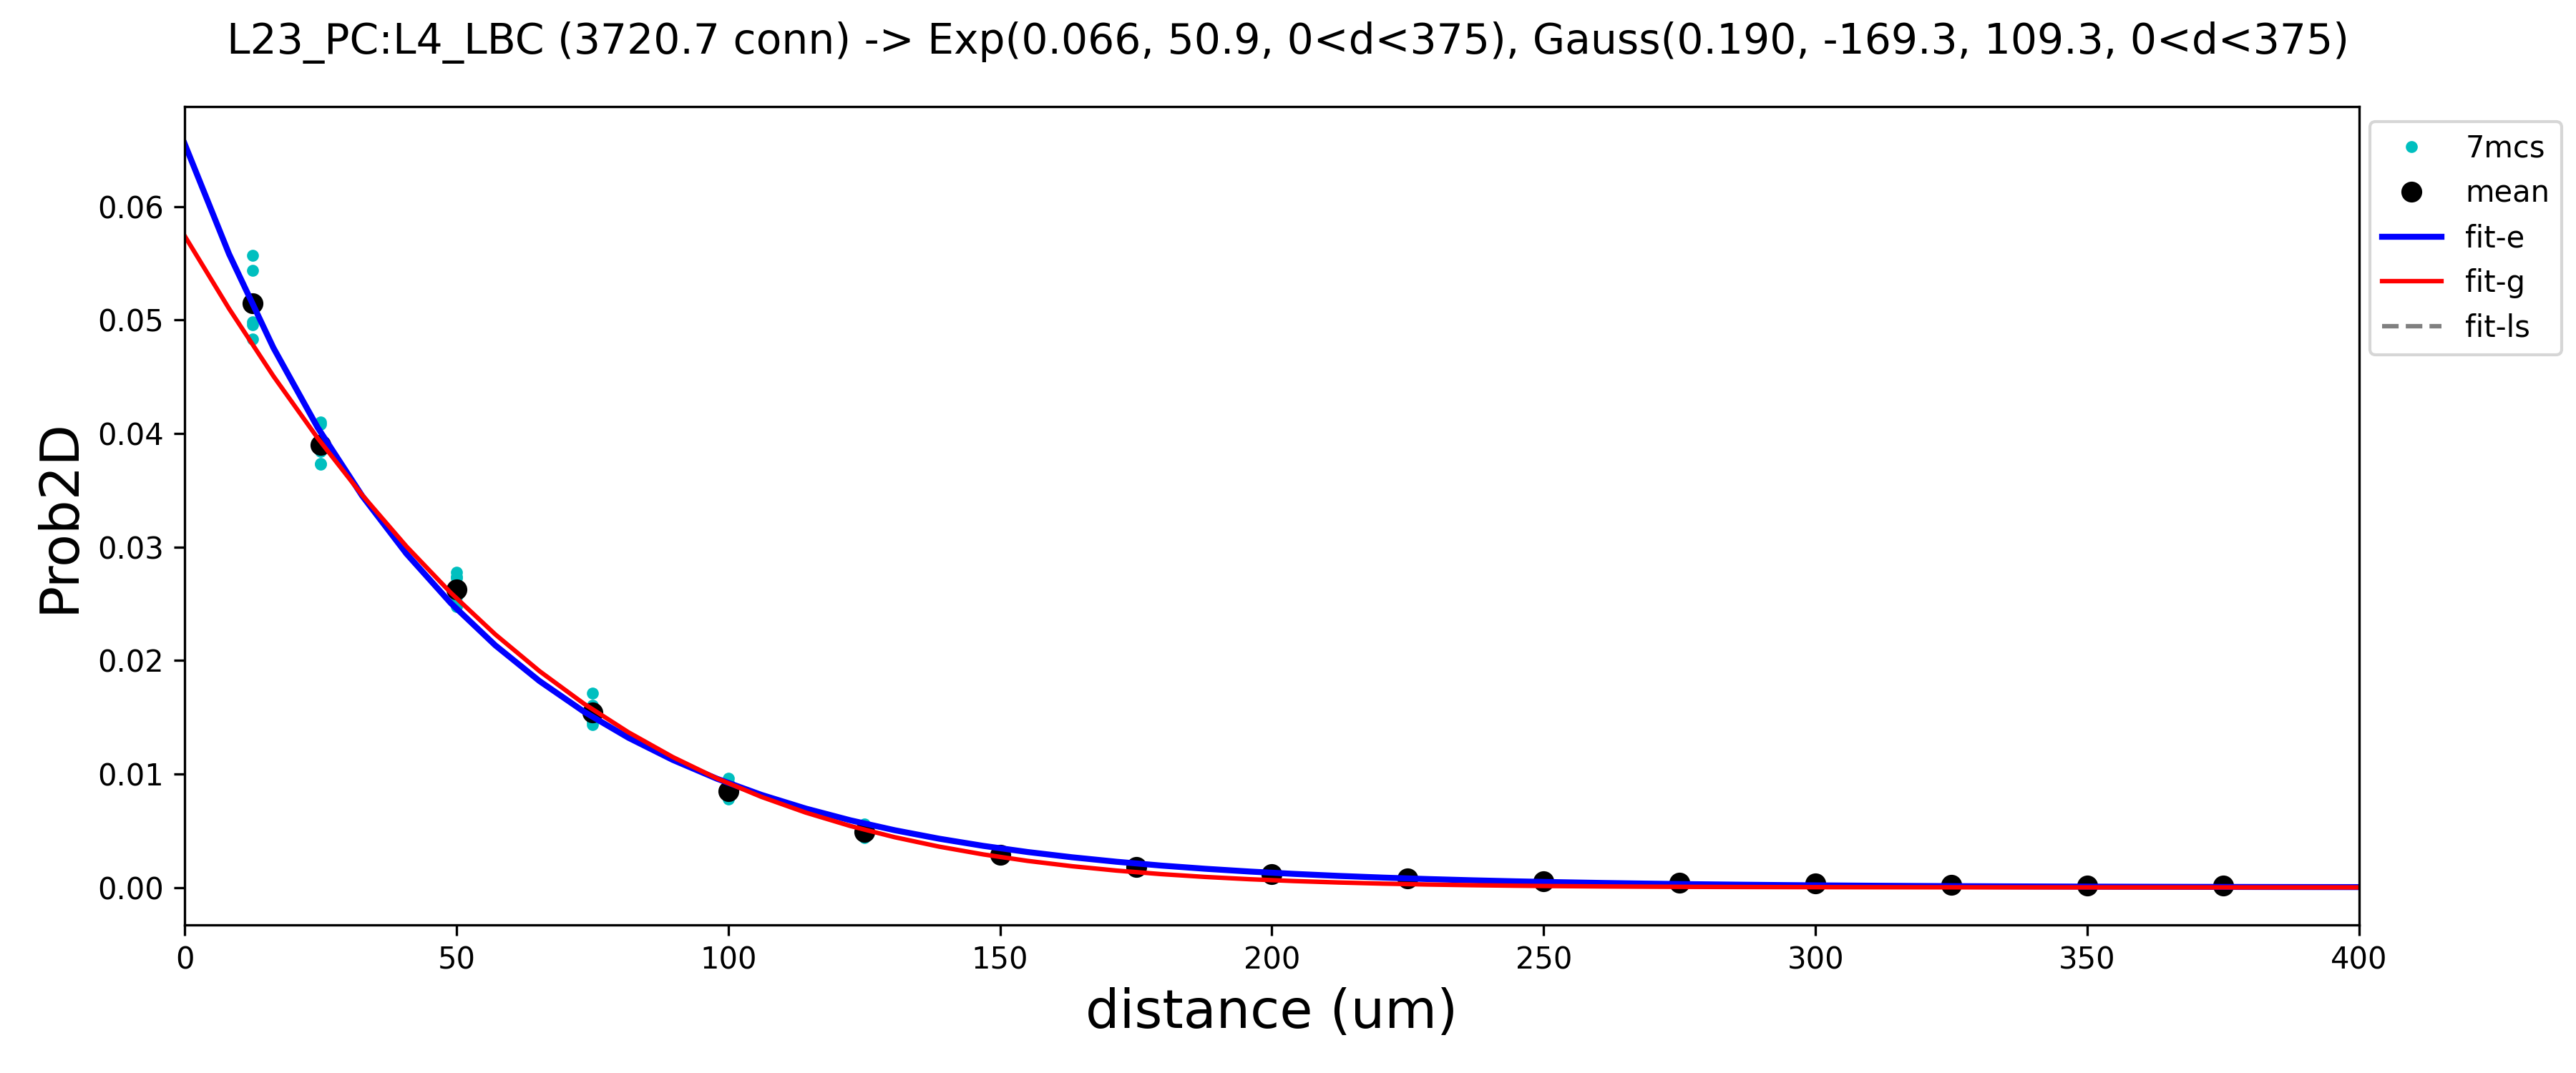 L23_PC:L4_LBC (3720.7 conn) -> Exp(0.066, 50.9, 0<d<375), Gauss(0.190, -169.3, 109.3, 0<d<375)
7mcs
mean
fit-e
fit-g
fit-ls
Prob2D
0.06
0.05
0.04
0.03
0.02
0.01
0.00
0 50 100 150 200 250 300 350 400
distance (um)